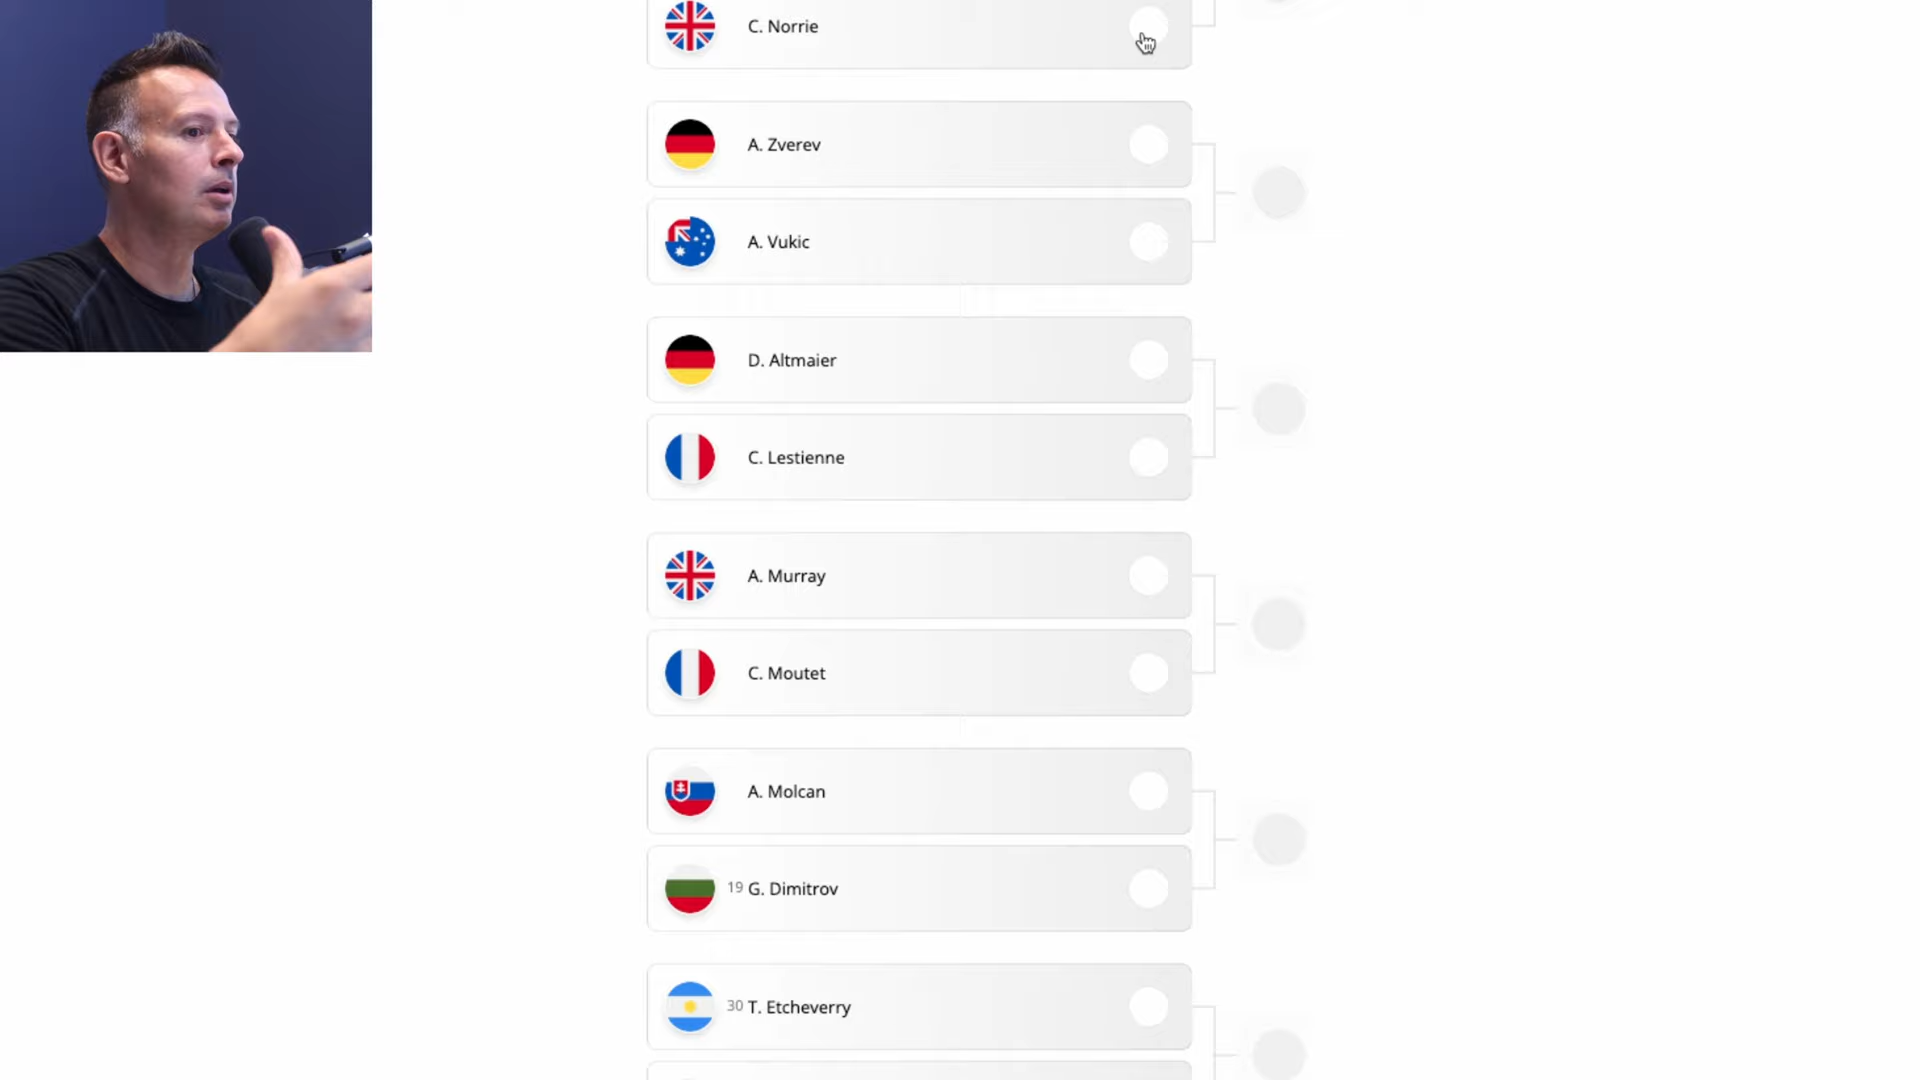 C. Norrie
A. Zverev
A. Vukic
D. Altmaier
C. Lestienne
A. Murray
C. Moutet
A. Molcan
19 G. Dimitrov
30 T. Etcheverry